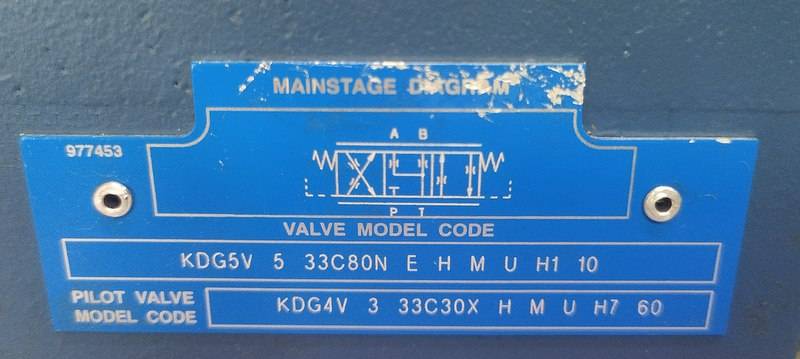 MAINSTAGE DIAGRAM
977453
A B
T
P T
VALVE MODEL CODE
KDG5V 5 33C80N E H M U H1 10
PILOT VALVE
MODEL CODE
KDG4V 3 33C30X H M U H7 60